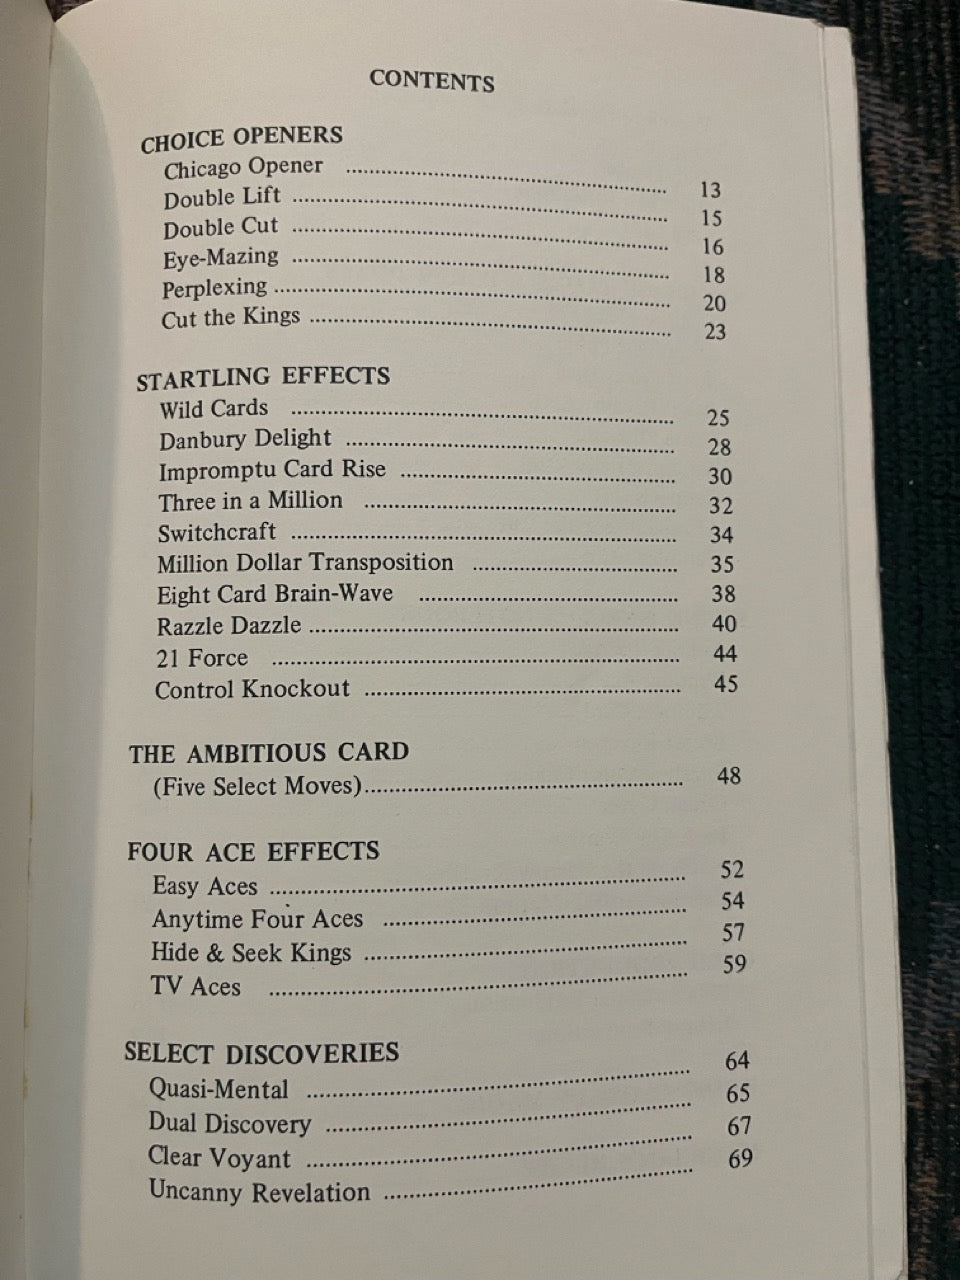 CONTENTS
CHOICE OPENERS
Chicago Opener ........ 13
Double Lift ........ 15
Double Cut ........ 16
Eye-Mazing ........ 18
Perplexing ........ 20
Cut the Kings ........ 23
STARTLING EFFECTS
Wild Cards ........ 25
Danbury Delight ........ 28
Impromptu Card Rise ........ 30
Three in a Million ........ 32
Switchcraft ........ 34
Million Dollar Transposition ........ 35
Eight Card Brain-Wave ........ 38
Razzle Dazzle ........ 40
21 Force ........ 44
Control Knockout ........ 45
THE AMBITIOUS CARD
(Five Select Moves) ........ 48
FOUR ACE EFFECTS
Easy Aces ........ 52
Anytime Four Aces ........ 54
Hide & Seek Kings ........ 57
TV Aces ........ 59
SELECT DISCOVERIES
Quasi-Mental ........ 64
Dual Discovery ........ 65
Clear Voyant ........ 67
Uncanny Revelation ........ 69